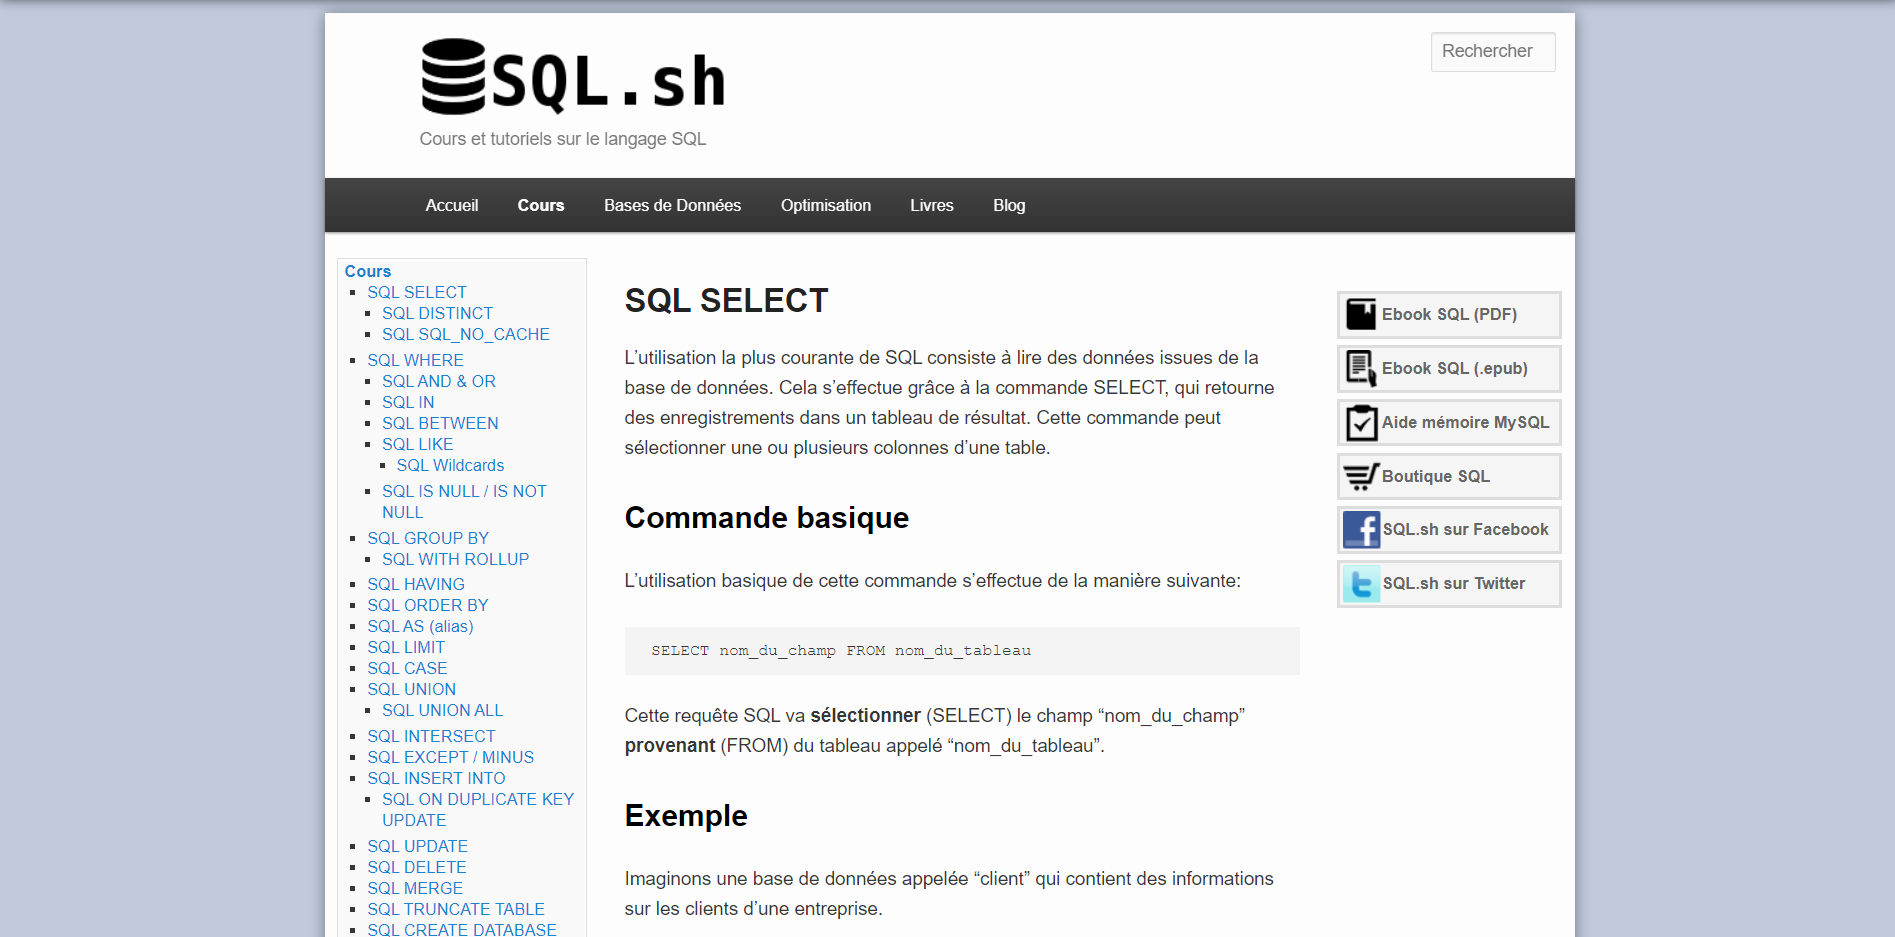 SQL.sh
Rechercher
Cours et tutoriels sur le langage SQL
Accueil Cours Bases de Données Optimisation Livres Blog
Cours
SQL SELECT
SQL DISTINCT
SQL SQL_NO_CACHE
SQL WHERE
SQL AND & OR
SQL IN
SQL BETWEEN
SQL LIKE
SQL Wildcards
SQL IS NULL / IS NOT
NULL
SQL GROUP BY
SQL WITH ROLLUP
SQL HAVING
SQL ORDER BY
SQL AS (alias)
SQL LIMIT
SQL CASE
SQL UNION
SQL UNION ALL
SQL INTERSECT
SQL EXCEPT / MINUS
SQL INSERT INTO
SQL ON DUPLICATE KEY
UPDATE
SQL UPDATE
SQL DELETE
SQL MERGE
SQL TRUNCATE TABLE
SQL CREATE DATABASE
SQL SELECT
L’utilisation la plus courante de SQL consiste à lire des données issues de la
base de données. Cela s’effectue grâce à la commande SELECT, qui retourne
des enregistrements dans un tableau de résultat. Cette commande peut
sélectionner une ou plusieurs colonnes d’une table.
Commande basique
L’utilisation basique de cette commande s’effectue de la manière suivante:
SELECT nom_du_champ FROM nom_du_tableau
Cette requête SQL va sélectionner (SELECT) le champ “nom_du_champ”
provenant (FROM) du tableau appelé “nom_du_tableau”.
Exemple
Imaginons une base de données appelée “client” qui contient des informations
sur les clients d’une entreprise.
Ebook SQL (PDF)
Ebook SQL (.epub)
Aide mémoire MySQL
Boutique SQL
SQL.sh sur Facebook
SQL.sh sur Twitter